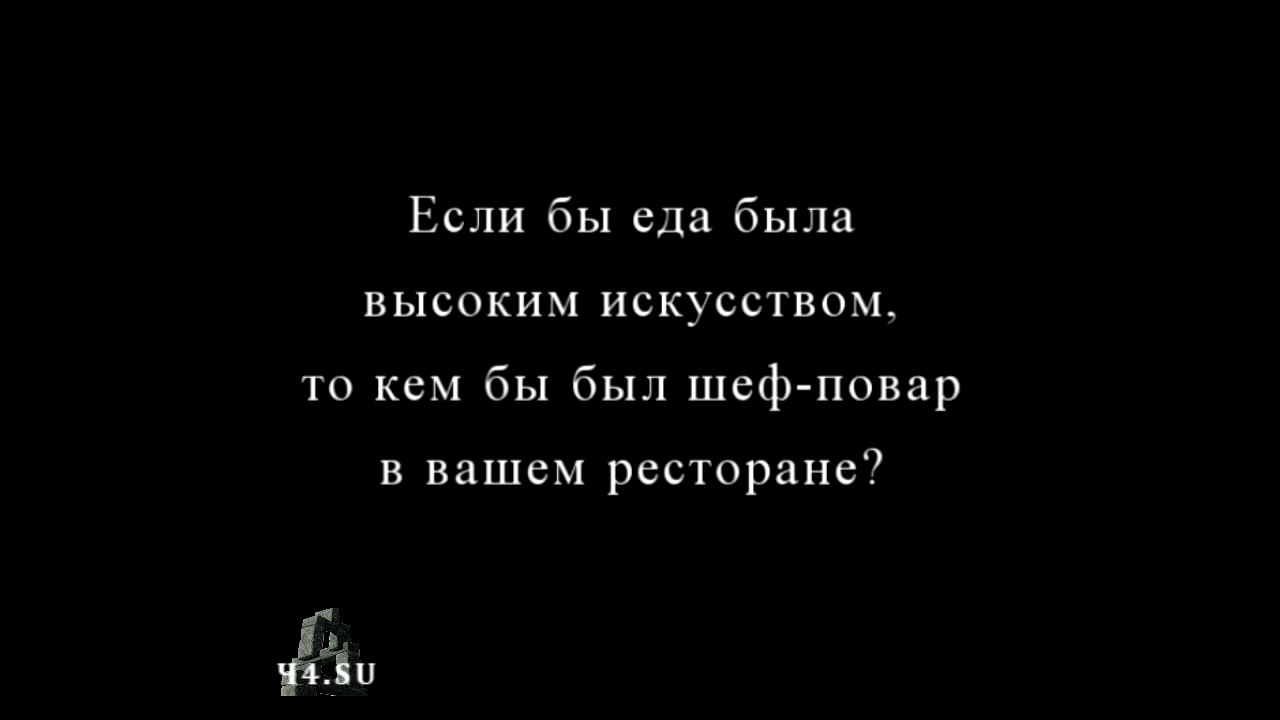 Если бы еда была
высоким искусством,
то кем бы был шеф-повар
в вашем ресторане?
Ч4.SU